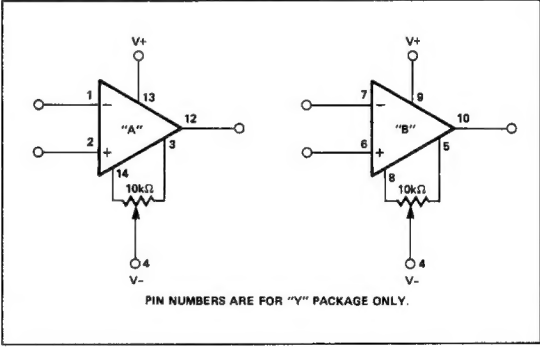 V+
V+
1
13
12
7
9
10
− "A"
− "B"
2
+
3
6
+
5
14
8
10kΩ
10kΩ
4
4
V−
V−
PIN NUMBERS ARE FOR "Y" PACKAGE ONLY.